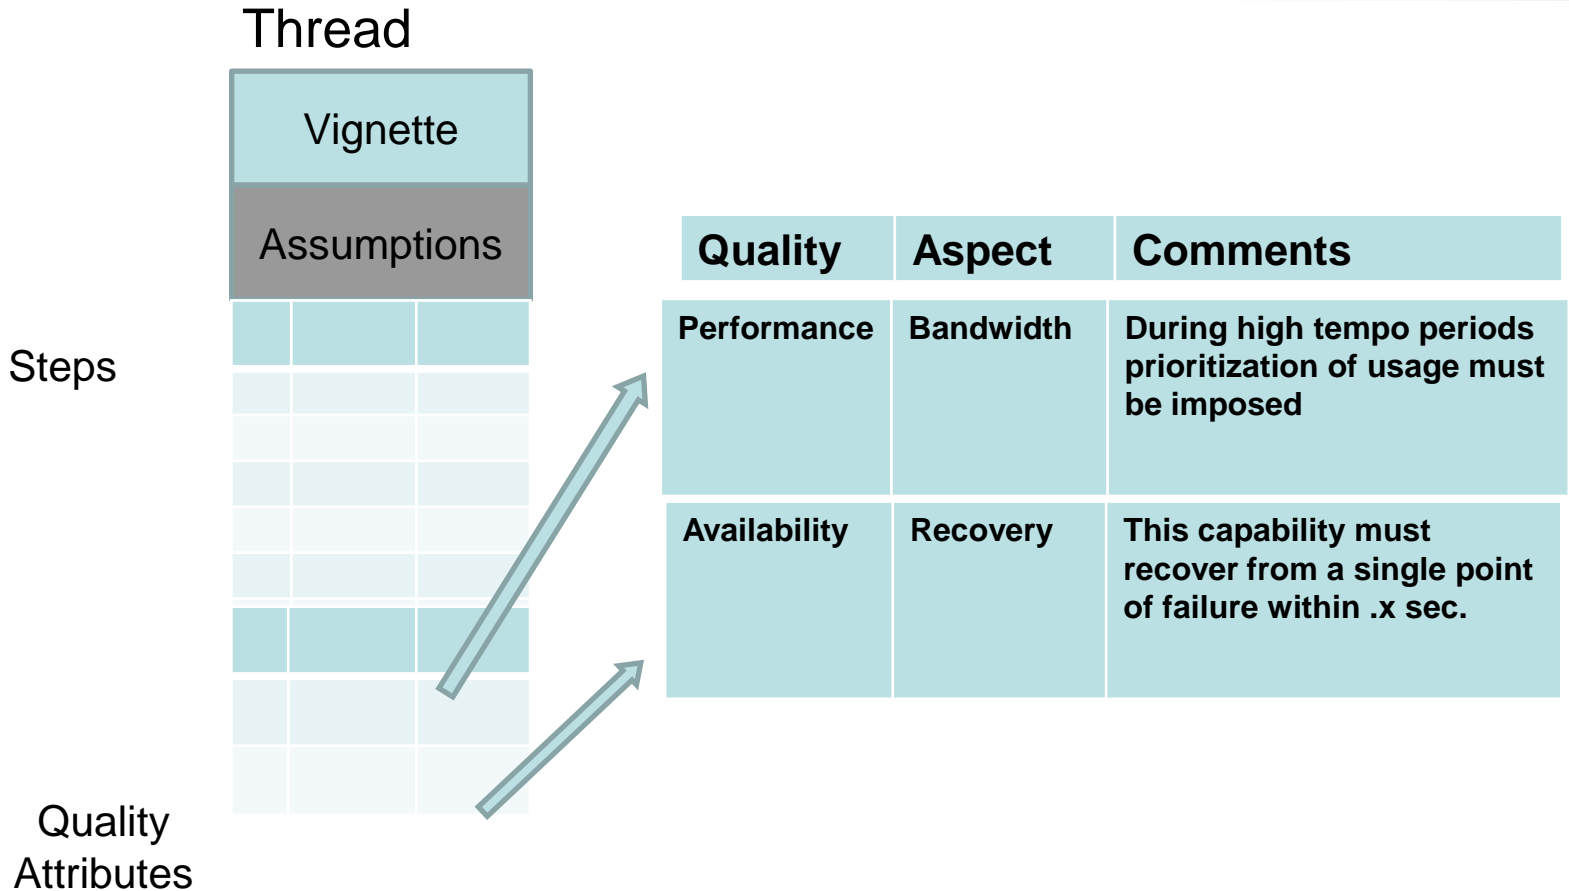 Thread
Vignette
Assumptions
Steps
Quality
Attributes
Quality Aspect Comments
Performance Bandwidth During high tempo periods
prioritization of usage must
be imposed
Availability Recovery This capability must
recover from a single point
of failure within .x sec.